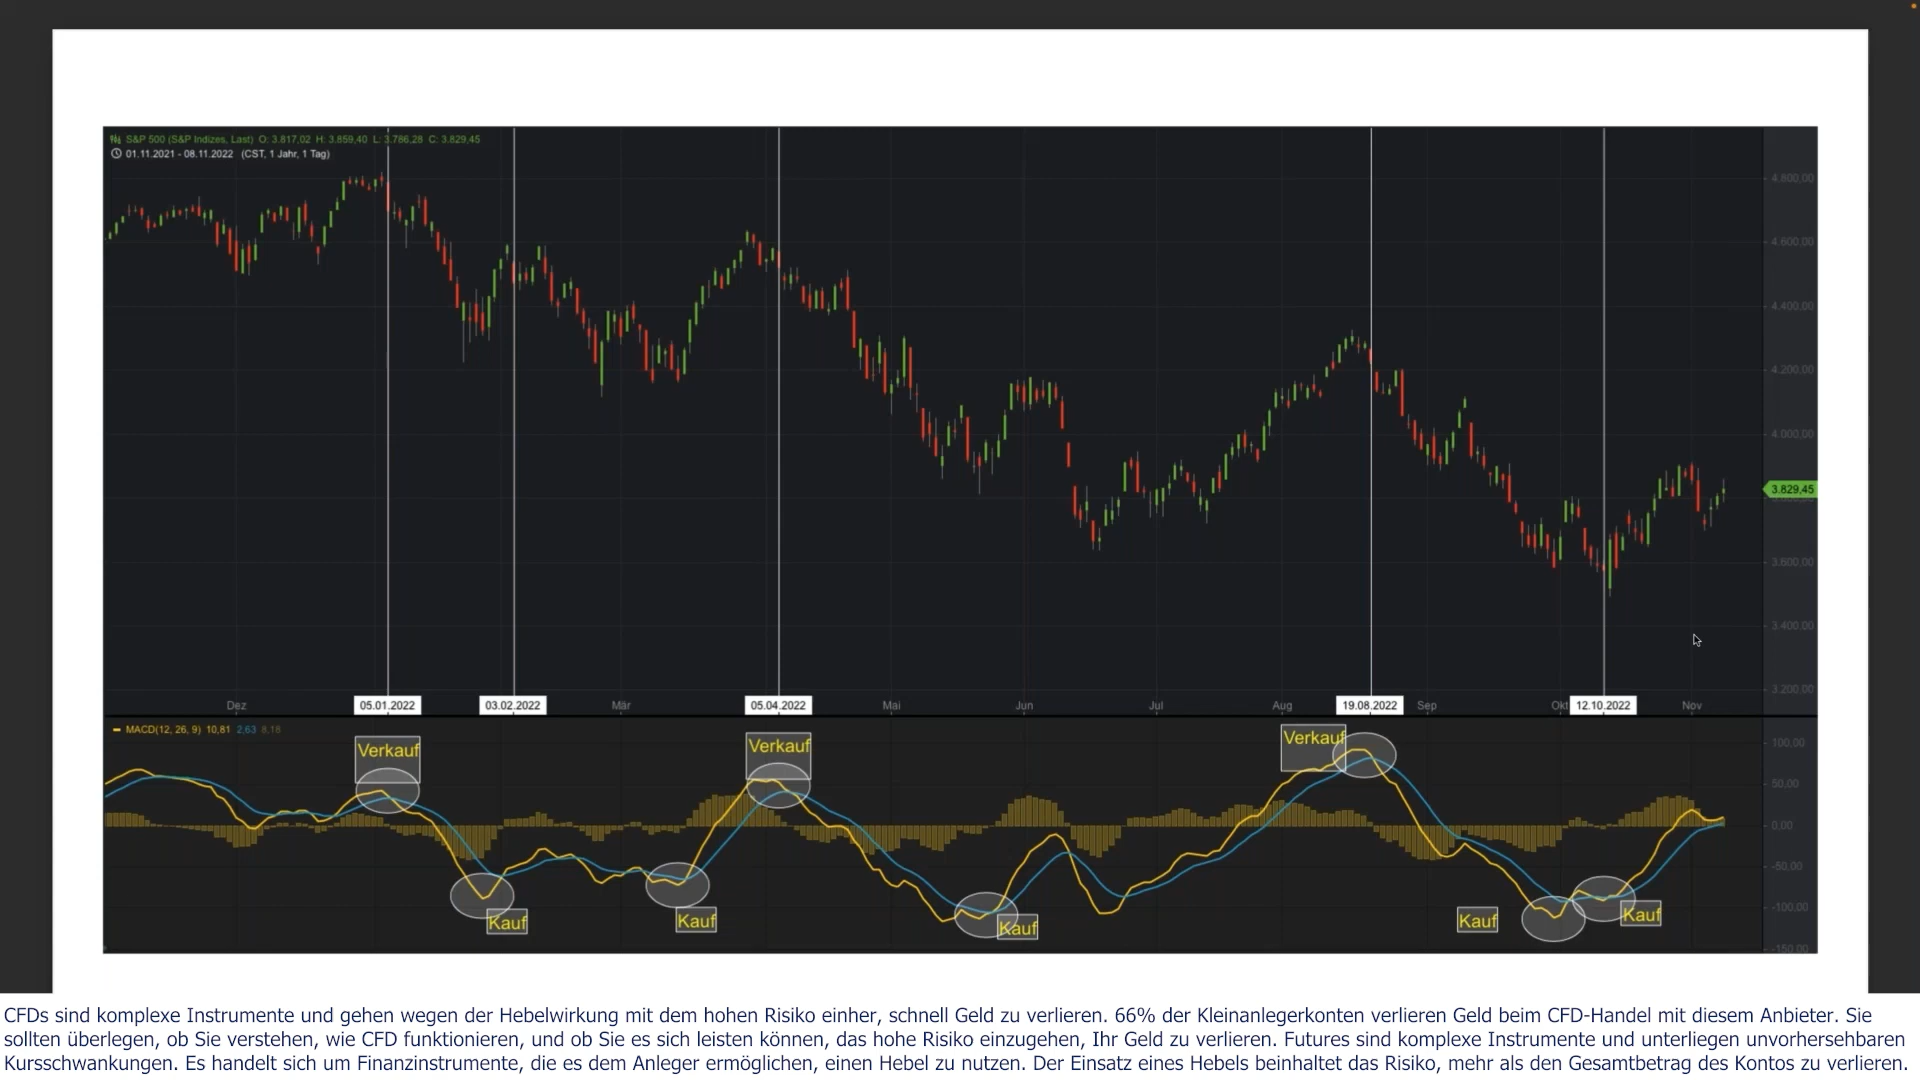 S&P 500 (S&P Indizes, Last) O: 3.817,02 H: 3.859,40 L: 3.786,28 C: 3.829,45
01.11.2021 - 08.11.2022 (CST, 1 Jahr, 1 Tag)
4.800,00
4.600,00
4.400,00
4.200,00
4.000,00
3.829,45
3.600,00
3.400,00
3.200,00
Dez 05.01.2022 03.02.2022 Mär 05.04.2022 Mai Jun Jul Aug 19.08.2022 Sep Okt 12.10.2022 Nov
MACD(12, 26, 9) 10,81 2,63 8,18
Verkauf Verkauf Verkauf
100,00
50,00
0,00
-50,00
-100,00
-150,00
Kauf Kauf Kauf Kauf Kauf
CFDs sind komplexe Instrumente und gehen wegen der Hebelwirkung mit dem hohen Risiko einher, schnell Geld zu verlieren. 66% der Kleinanlegerkonten verlieren Geld beim CFD-Handel mit diesem Anbieter. Sie
sollten überlegen, ob Sie verstehen, wie CFD funktionieren, und ob Sie es sich leisten können, das hohe Risiko einzugehen, Ihr Geld zu verlieren. Futures sind komplexe Instrumente und unterliegen unvorhersehbaren
Kursschwankungen. Es handelt sich um Finanzinstrumente, die es dem Anleger ermöglichen, einen Hebel zu nutzen. Der Einsatz eines Hebels beinhaltet das Risiko, mehr als den Gesamtbetrag des Kontos zu verlieren.